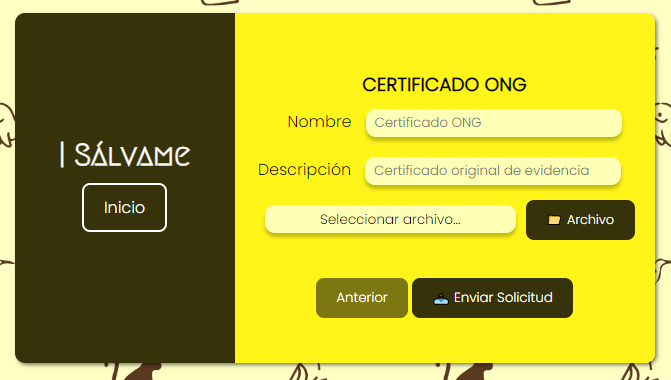 | SÁLVAME
Inicio
CERTIFICADO ONG
Nombre Certificado ONG
Descripción Certificado original de evidencia
Seleccionar archivo... 📁 Archivo
Anterior 📤 Enviar Solicitud